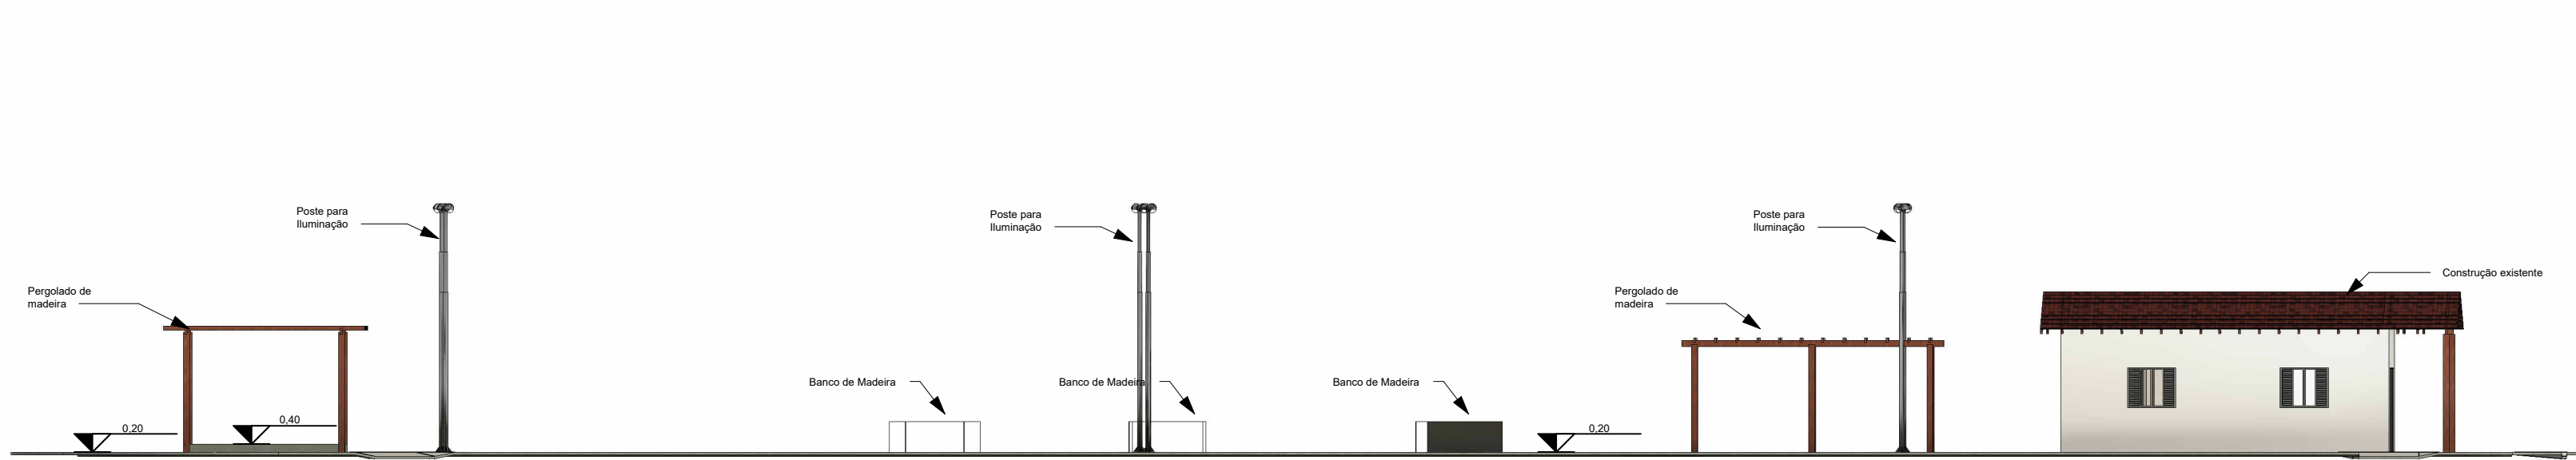 Poste para
Iluminação
Poste para
Iluminação
Poste para
Iluminação
Construção existente
Pergolado de
madeira
Pergolado de
madeira
Banco de Madeira
Banco de Madeira
Banco de Madeira
0,20
0,40
0,20